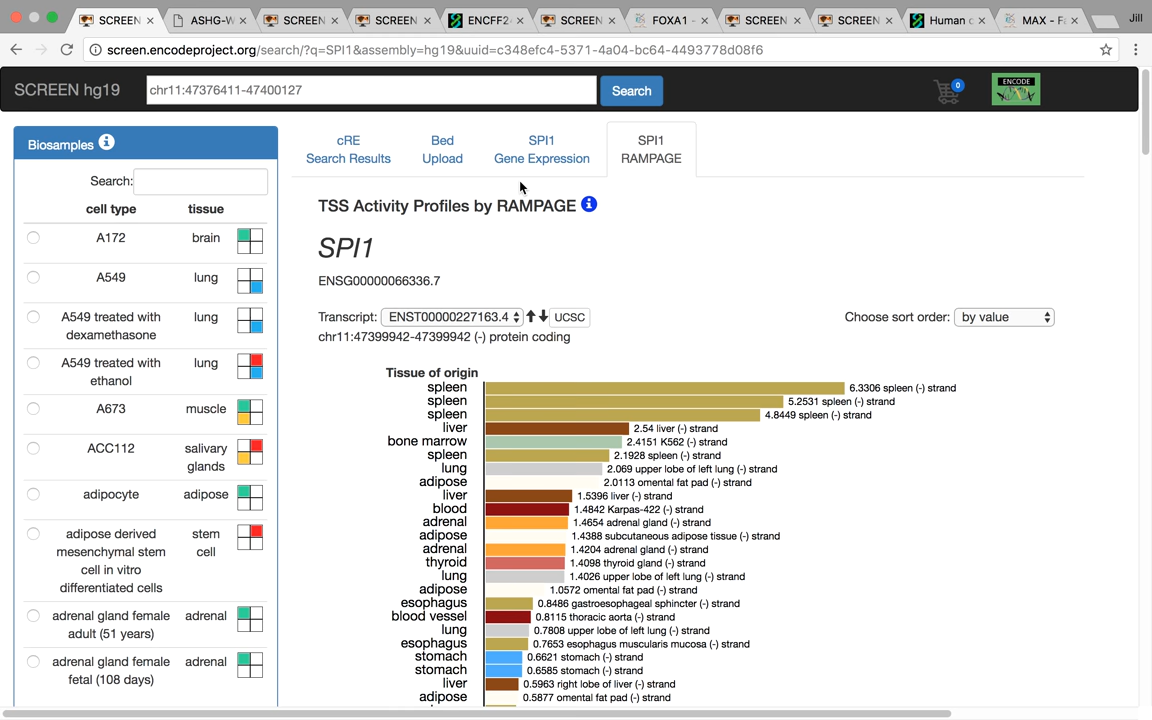 SCREEN
ASHG-W
SCREEN
SCREEN
ENCFF2
SCREEN
FOXA1 -
SCREEN
SCREEN
Human c
MAX - Fa
Jill
screen.encodeproject.org/search/?q=SPI1&assembly=hg19&uuid=c348efc4-5371-4a04-bc64-4493778d08f6
SCREEN hg19
chr11:47376411-47400127
Search
0
ENCODE
Biosamples
Search:
cell type tissue
A172 brain
A549 lung
A549 treated with lung
dexamethasone
A549 treated with lung
ethanol
A673 muscle
ACC112 salivary
glands
adipocyte adipose
adipose derived stem
mesenchymal stem cell
cell in vitro
differentiated cells
adrenal gland female adrenal
adult (51 years)
adrenal gland female adrenal
fetal (108 days)
cRE
Search Results
Bed
Upload
SPI1
Gene Expression
SPI1
RAMPAGE
TSS Activity Profiles by RAMPAGE
SPI1
ENSG00000066336.7
Transcript: ENST00000227163.4 UCSC
Choose sort order: by value
chr11:47399942-47399942 (-) protein coding
Tissue of origin
spleen 6.3306 spleen (-) strand
spleen 5.2531 spleen (-) strand
spleen 4.8449 spleen (-) strand
liver 2.54 liver (-) strand
bone marrow 2.4151 K562 (-) strand
spleen 2.1928 spleen (-) strand
lung 2.069 upper lobe of left lung (-) strand
adipose 2.0113 omental fat pad (-) strand
liver 1.5396 liver (-) strand
blood 1.4842 Karpas-422 (-) strand
adrenal 1.4654 adrenal gland (-) strand
adipose 1.4388 subcutaneous adipose tissue (-) strand
adrenal 1.4204 adrenal gland (-) strand
thyroid 1.4098 thyroid gland (-) strand
lung 1.4026 upper lobe of left lung (-) strand
adipose 1.0572 omental fat pad (-) strand
esophagus 0.8486 gastroesophageal sphincter (-) strand
blood vessel 0.8115 thoracic aorta (-) strand
lung 0.7808 upper lobe of left lung (-) strand
esophagus 0.7653 esophagus muscularis mucosa (-) strand
stomach 0.6621 stomach (-) strand
stomach 0.6585 stomach (-) strand
liver 0.5963 right lobe of liver (-) strand
adipose 0.5877 omental fat pad (-) strand